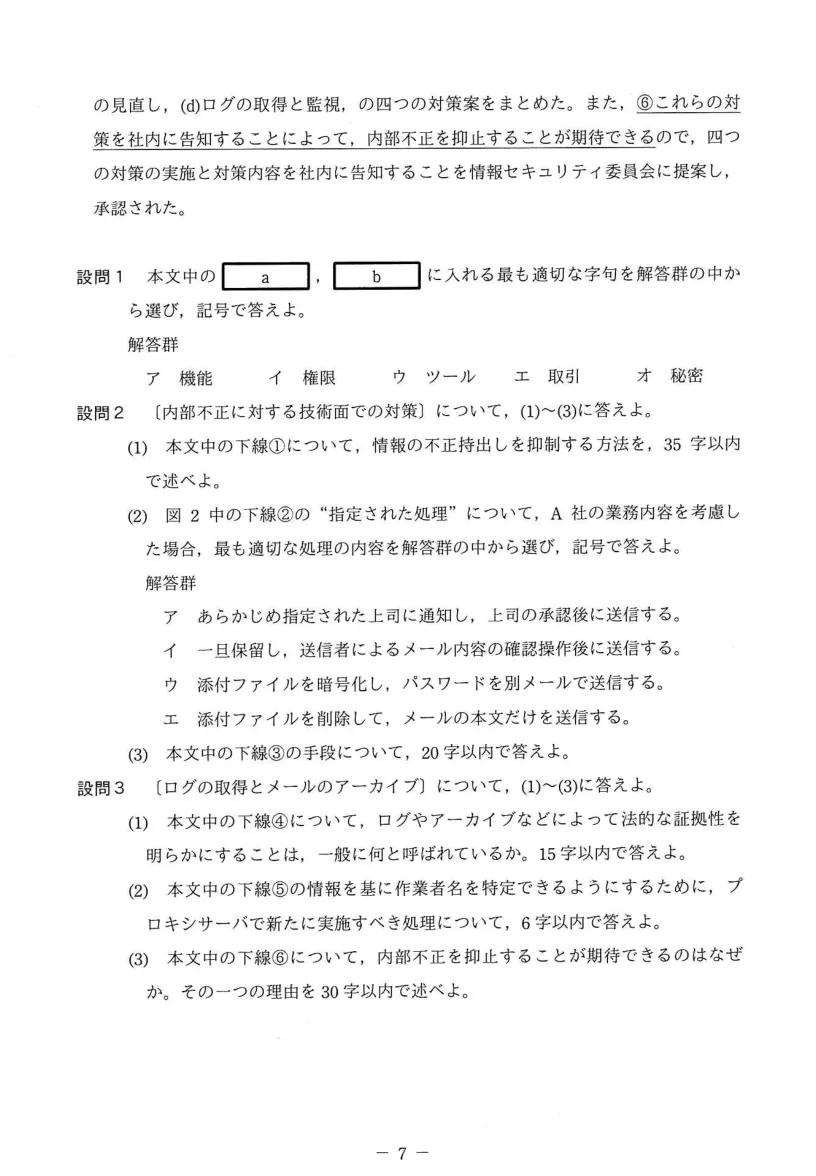 の見直し，(d)ログの取得と監視，の四つの対策案をまとめた。また，⑥これらの対
策を社内に告知することによって，内部不正を抑止することが期待できるので，四つ
の対策の実施と対策内容を社内に告知することを情報セキュリティ委員会に提案し，
承認された。
設問1 本文中の a ， b に入れる最も適切な字句を解答群の中か
ら選び，記号で答えよ。
解答群
ア 機能 イ 権限 ウ ツール エ 取引 オ 秘密
設問2 〔内部不正に対する技術面での対策〕について，(1)～(3)に答えよ。
(1) 本文中の下線①について，情報の不正持出しを抑制する方法を，35 字以内
で述べよ。
(2) 図 2 中の下線②の“指定された処理”について，A 社の業務内容を考慮し
た場合，最も適切な処理の内容を解答群の中から選び，記号で答えよ。
解答群
ア あらかじめ指定された上司に通知し，上司の承認後に送信する。
イ 一旦保留し，送信者によるメール内容の確認操作後に送信する。
ウ 添付ファイルを暗号化し，パスワードを別メールで送信する。
エ 添付ファイルを削除して，メールの本文だけを送信する。
(3) 本文中の下線③の手段について，20 字以内で答えよ。
設問3 〔ログの取得とメールのアーカイブ〕について，(1)～(3)に答えよ。
(1) 本文中の下線④について，ログやアーカイブなどによって法的な証拠性を
明らかにすることは，一般に何と呼ばれているか。15 字以内で答えよ。
(2) 本文中の下線⑤の情報を基に作業者名を特定できるようにするために，プ
ロキシサーバで新たに実施すべき処理について，6 字以内で答えよ。
(3) 本文中の下線⑥について，内部不正を抑止することが期待できるのはなぜ
か。その一つの理由を 30 字以内で述べよ。
－ 7 －